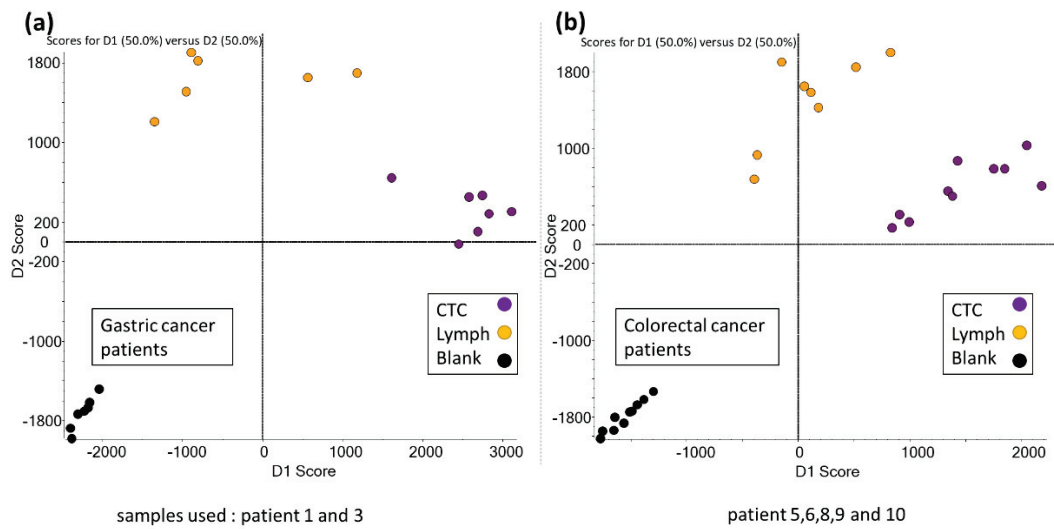 (a)
Scores for D1 (50.0%) versus D2 (50.0%)
1800
1000
200
0
-200
-1000
-1800
D2 Score
-2000
-1000
0
1000
2000
3000
D1 Score
Gastric cancer
patients
CTC
Lymph
Blank
samples used : patient 1 and 3
(b)
Scores for D1 (50.0%) versus D2 (50.0%)
1800
1000
200
0
-200
-1000
-1800
D2 Score
-1000
0
1000
2000
D1 Score
Colorectal cancer
patients
CTC
Lymph
Blank
patient 5,6,8,9 and 10